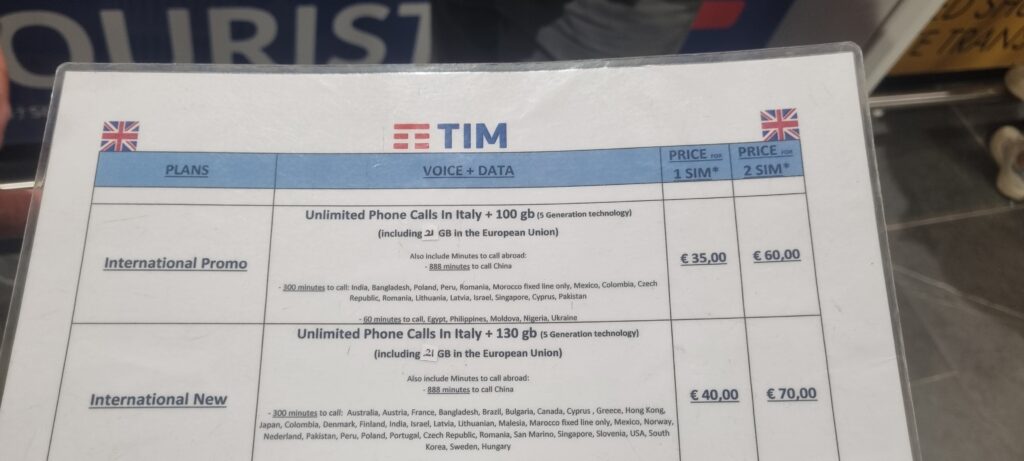 OURIST
TIM
PLANS
VOICE + DATA
PRICE FOR
1 SIM*
PRICE FOR
2 SIM*
Unlimited Phone Calls In Italy + 100 gb (5 Generation technology)
(including 21 GB in the European Union)
Also include Minutes to call abroad:
- 888 minutes to call China
International Promo
€ 35,00
€ 60,00
- 300 minutes to call: India, Bangladesh, Poland, Peru, Romania, Morocco fixed line only, Mexico, Colombia, Czech
Republic, Romania, Lithuania, Latvia, Israel, Singapore, Cyprus, Pakistan
- 60 minutes to call, Egypt, Philippines, Moldova, Nigeria, Ukraine
Unlimited Phone Calls In Italy + 130 gb (5 Generation technology)
(including 21 GB in the European Union)
Also include Minutes to call abroad:
- 888 minutes to call China
International New
€ 40,00
€ 70,00
- 300 minutes to call: Australia, Austria, France, Bangladesh, Brazil, Bulgaria, Canada, Cyprus , Greece, Hong Kong,
Japan, Colombia, Denmark, Finland, India, Israel, Latvia, Lithuanian, Malesia, Marocco fixed line only, Mexico, Norway,
Nederland, Pakistan, Peru, Poland, Portugal, Czech Republic, Romania, San Marino, Singapore, Slovenia, USA, South
Korea, Sweden, Hungary